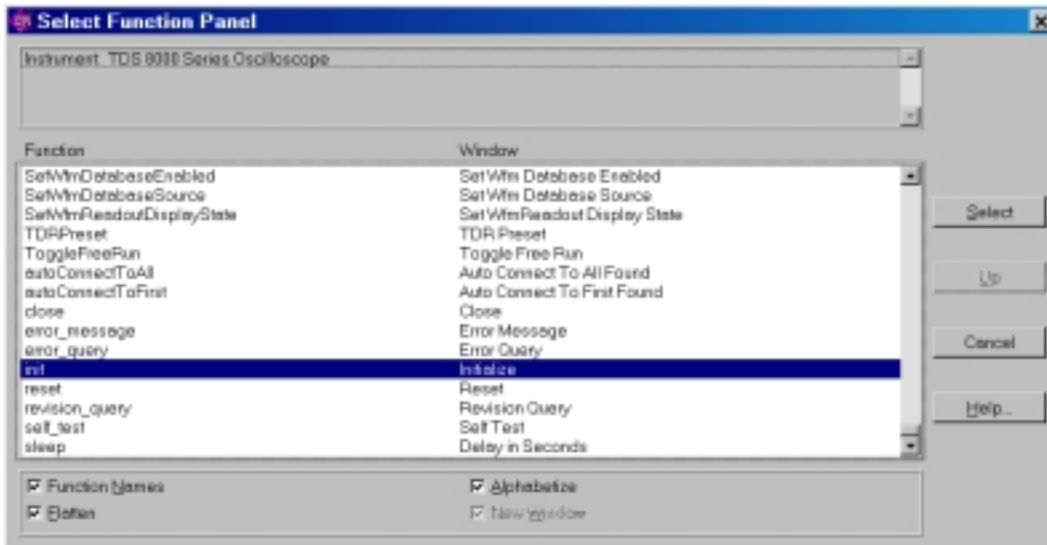 Select Function Panel
Instrument TDS 8000 Series Oscilloscope
Function Window
SetWfmDatabaseEnabled Set Wfm Database Enabled
SetWfmDatabaseSource Set Wfm Database Source
SetWfmReadoutDisplayState Set WfmReadout Display State
TDRPreset TDR Preset
ToggleFreeRun Toggle Free Run
autoConnectToAll Auto Connect To All Found
autoConnectToFirst Auto Connect To First Found
close Close
error_message Error Message
error_query Error Query
init Initialize
reset Reset
revision_query Revision Query
self_test Self Test
sleep Delay in Seconds
Select
Up
Cancel
Help...
Function Names Alphabetize
Flatten New Window